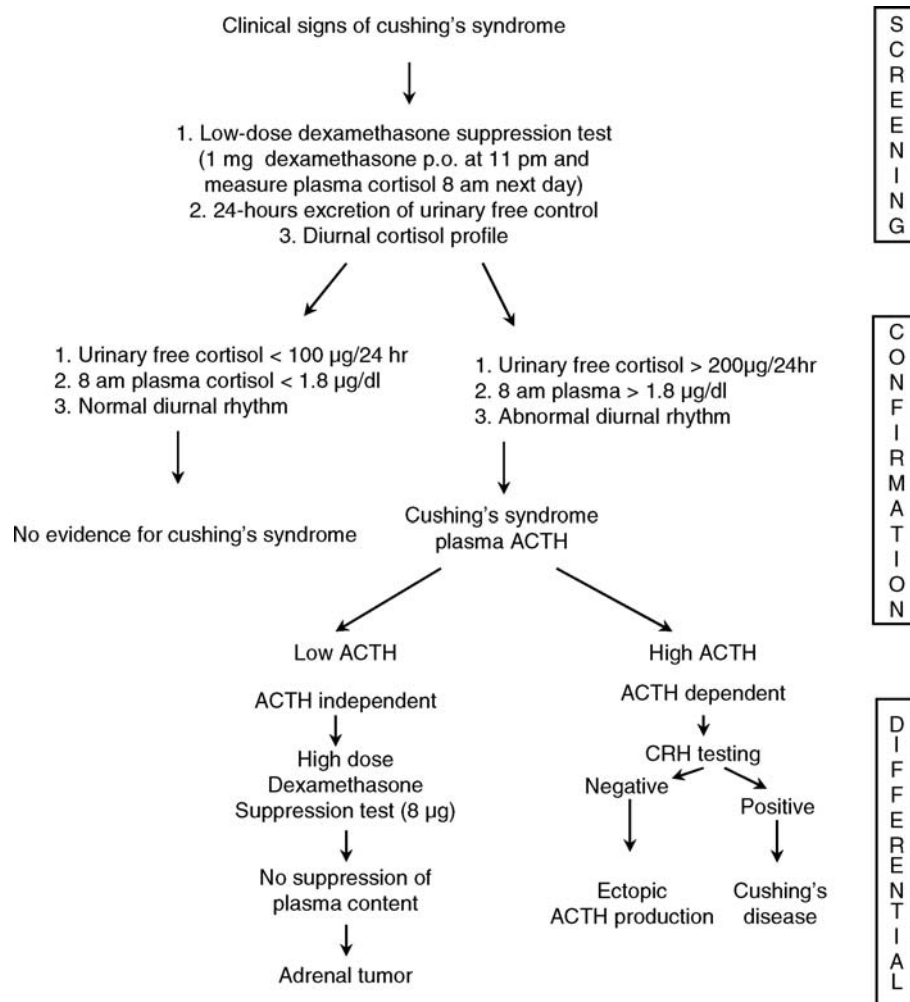 Clinical signs of cushing's syndrome
SCREENING
1. Low-dose dexamethasone suppression test
(1 mg dexamethasone p.o. at 11 pm and
measure plasma cortisol 8 am next day)
2. 24-hours excretion of urinary free control
3. Diurnal cortisol profile
1. Urinary free cortisol < 100 µg/24 hr
2. 8 am plasma cortisol < 1.8 µg/dl
3. Normal diurnal rhythm
1. Urinary free cortisol > 200µg/24hr
2. 8 am plasma > 1.8 µg/dl
3. Abnormal diurnal rhythm
CONFIRMATION
No evidence for cushing's syndrome
Cushing's syndrome
plasma ACTH
Low ACTH
High ACTH
ACTH independent
ACTH dependent
High dose
Dexamethasone
Suppression test (8 µg)
CRH testing
Negative
Positive
DIFFERENTIAL
No suppression of
plasma content
Ectopic
ACTH production
Cushing's
disease
Adrenal tumor